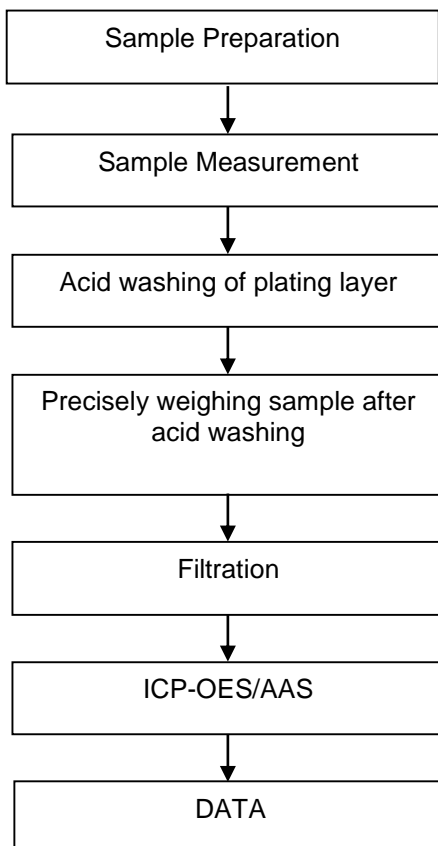 Sample Preparation
Sample Measurement
Acid washing of plating layer
Precisely weighing sample after
acid washing
Filtration
ICP-OES/AAS
DATA